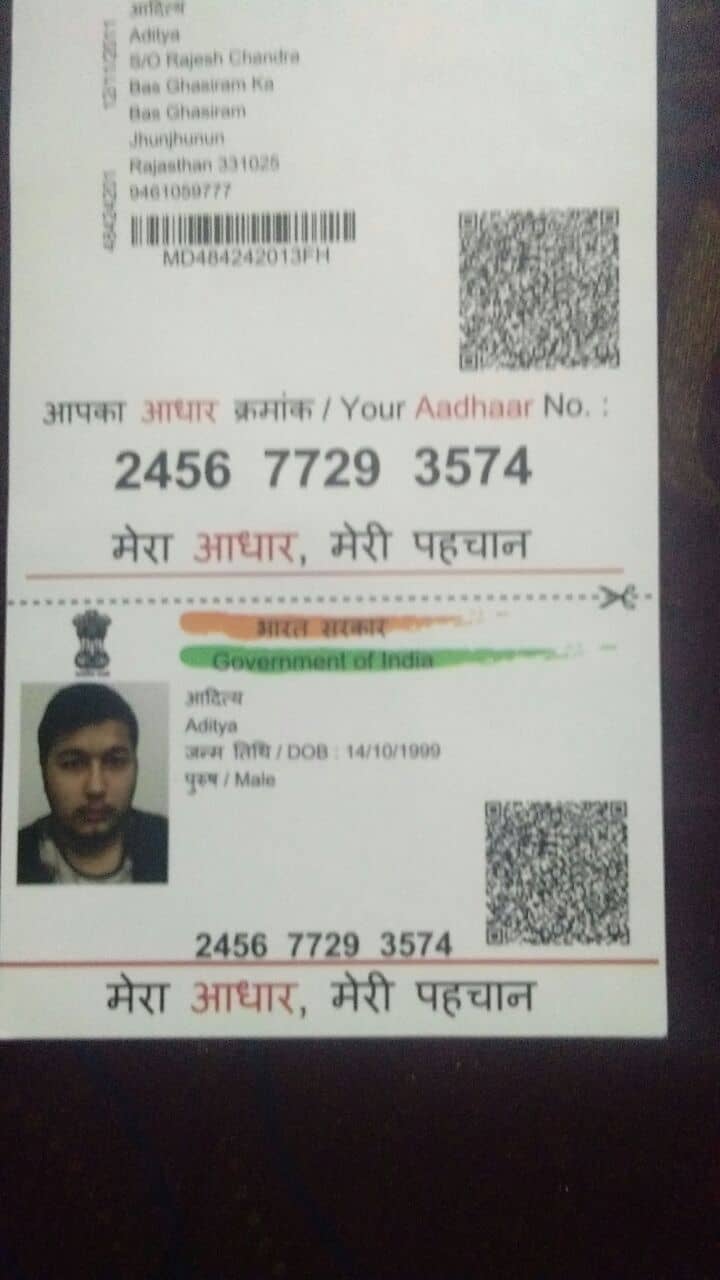 आदित्य
Aditya
S/O Rajesh Chandra
Bas Ghasiram Ka
Bas Ghasiram
Jhunjhunun
Rajasthan 331025
9461059777
12/11/2011
48424201
MD484242013FH
आपका आधार क्रमांक / Your Aadhaar No. :
2456 7729 3574
मेरा आधार, मेरी पहचान
भारत सरकार
Government of India
आदित्य
Aditya
जन्म तिथि / DOB : 14/10/1999
पुरुष / Male
2456 7729 3574
मेरा आधार, मेरी पहचान